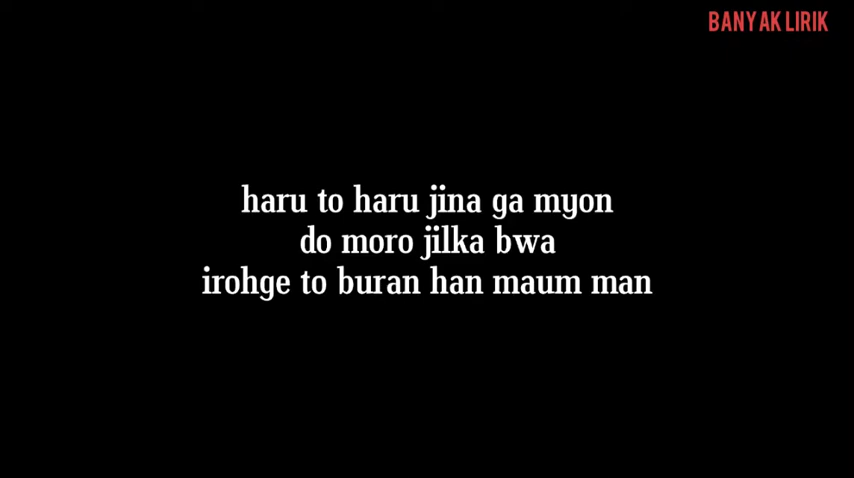 BANYAK LIRIK
haru to haru jina ga myon
do moro jilka bwa
irohge to buran han maum man